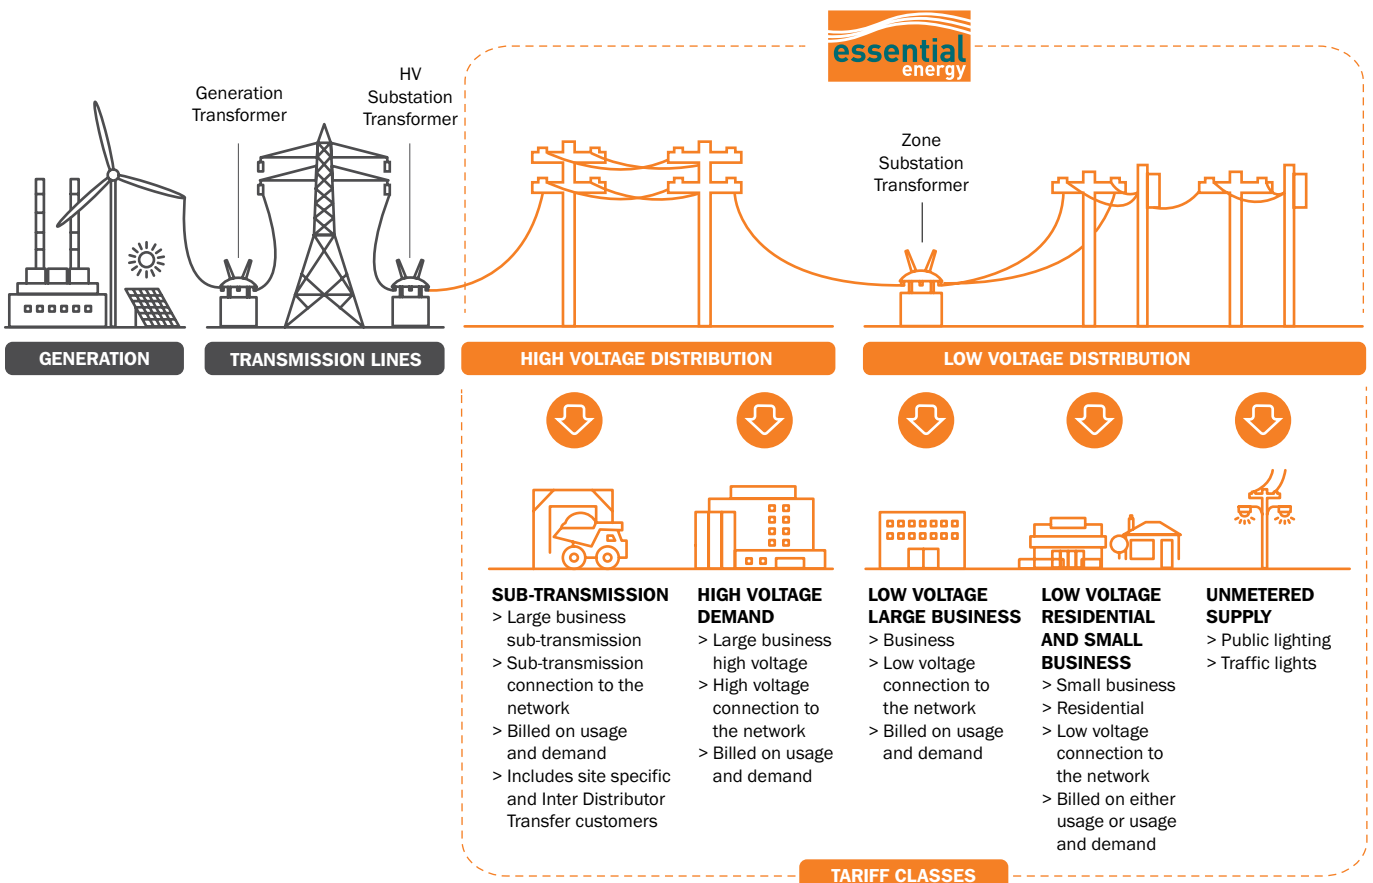 essential
energy
Generation
Transformer
HV
Substation
Transformer
Zone
Substation
Transformer
GENERATION
TRANSMISSION LINES
HIGH VOLTAGE DISTRIBUTION
LOW VOLTAGE DISTRIBUTION
SUB-TRANSMISSION
> Large business
sub-transmission
> Sub-transmission
connection to the
network
> Billed on usage
and demand
> Includes site specific
and Inter Distributor
Transfer customers
HIGH VOLTAGE
DEMAND
> Large business
high voltage
> High voltage
connection to
the network
> Billed on usage
and demand
LOW VOLTAGE
LARGE BUSINESS
> Business
> Low voltage
connection to
the network
> Billed on usage
and demand
LOW VOLTAGE
RESIDENTIAL
AND SMALL
BUSINESS
> Small business
> Residential
> Low voltage
connection to
the network
> Billed on either
usage or usage
and demand
UNMETERED
SUPPLY
> Public lighting
> Traffic lights
TARIFF CLASSES